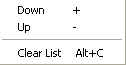 Down +
Up -
Clear List Alt+C